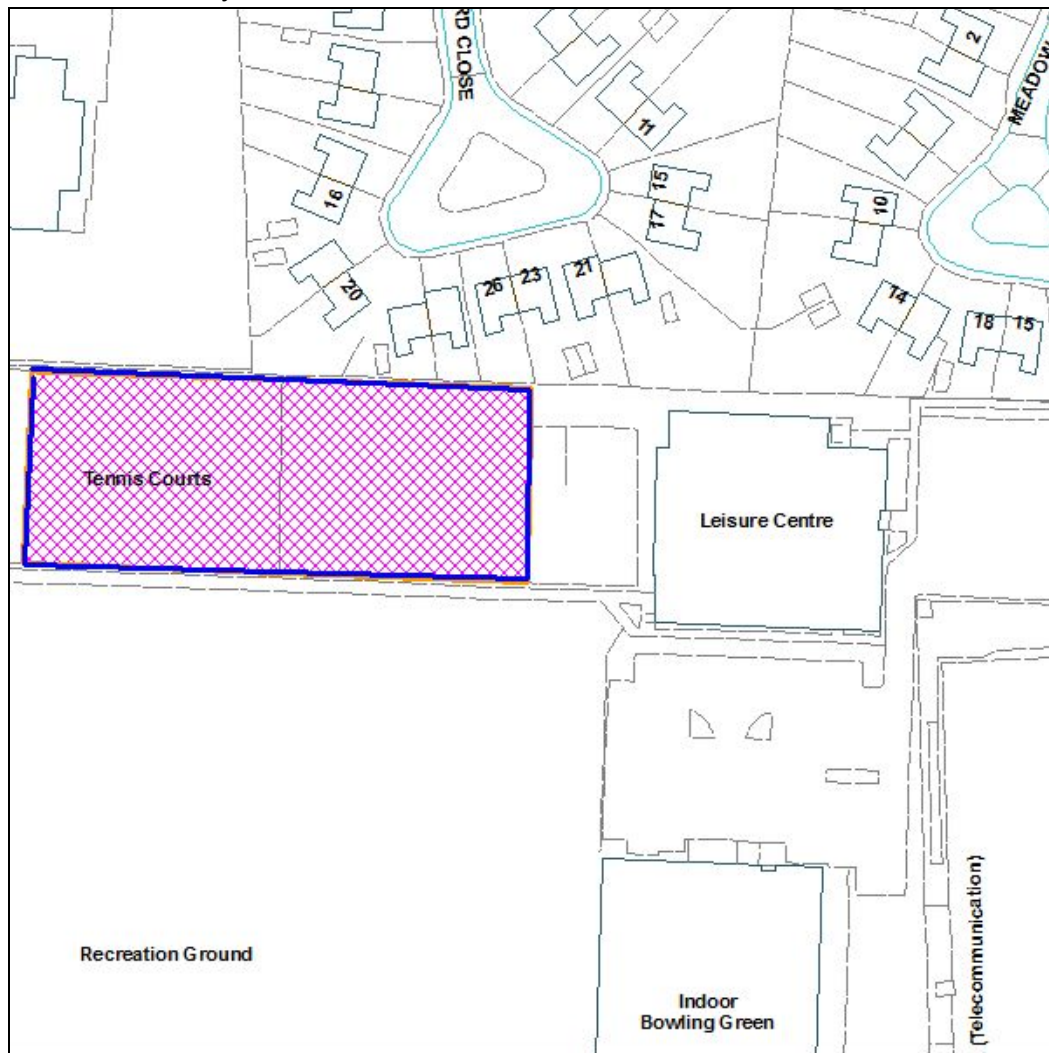 RD CLOSE
2
MEADOW
11
16
15
17
10
20
26
23
21
14
18
15
Tennis Courts
Leisure Centre
Recreation Ground
Indoor
Bowling Green
(Telecommunication)